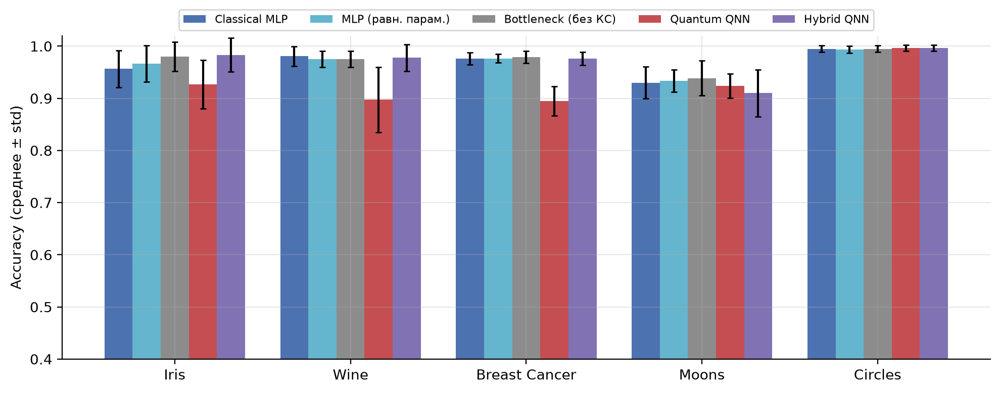 Classical MLP MLP (равн. парам.) Bottleneck (без КС) Quantum QNN Hybrid QNN
Accuracy (среднее ± std)
1.0
0.9
0.8
0.7
0.6
0.5
0.4
Iris Wine Breast Cancer Moons Circles